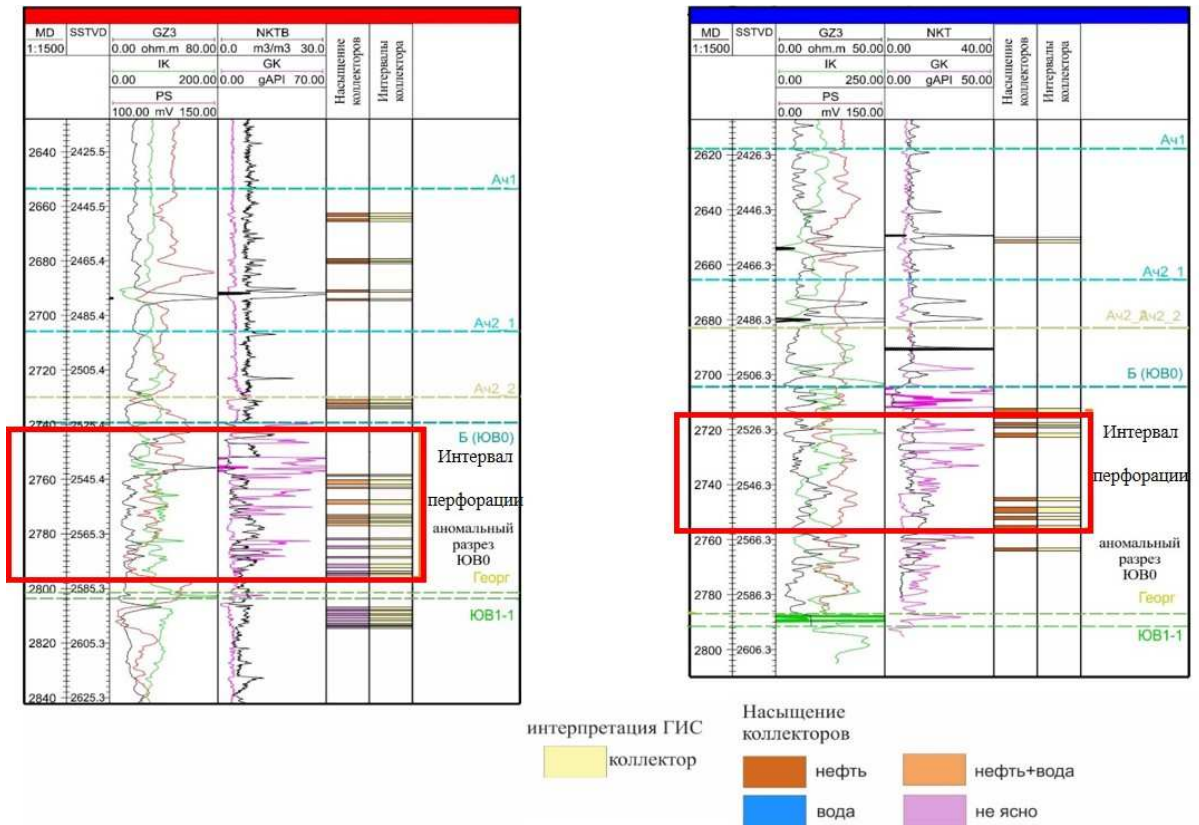 MD SSTVD GZ3 NKTB
1:1500 0.00 ohm.m 80.00 0.0 m3/m3 30.0
IK GK
0.00 200.00 0.00 gAPI 70.00
PS
100.00 mV 150.00
Насыщение
коллекторов
Интервалы
коллектора
2640 2425.5
Ач1
2660 2445.5
2680 2465.4
2700 2485.4
Ач2_1
2720 2505.4
Ач2_2
2740 2525.4
Б (ЮВ0)
Интервал
2760 2545.4
перфорации
аномальный
2780 2565.3
разрез
ЮВ0
Георг
2800 2585.3
ЮВ1-1
2820 2605.3
2840 2625.3
MD SSTVD GZ3 NKT
1:1500 0.00 ohm.m 50.00 0.00 40.00
IK GK
0.00 250.00 0.00 gAPI 50.00
PS
0.00 mV 150.00
Насыщение
коллекторов
Интервалы
коллектора
Ач1
2620 2426.3
2640 2446.3
2660 2466.3
Ач2_1
2680 2486.3
Ач2_2 Ач2_2
2700 2506.3
Б (ЮВ0)
2720 2526.3
Интервал
перфорации
2740 2546.3
2760 2566.3
аномальный
разрез
ЮВ0
2780 2586.3
Георг
ЮВ1-1
2800 2606.3
интерпретация ГИС
коллектор
Насыщение
коллекторов
нефть
нефть+вода
вода
не ясно